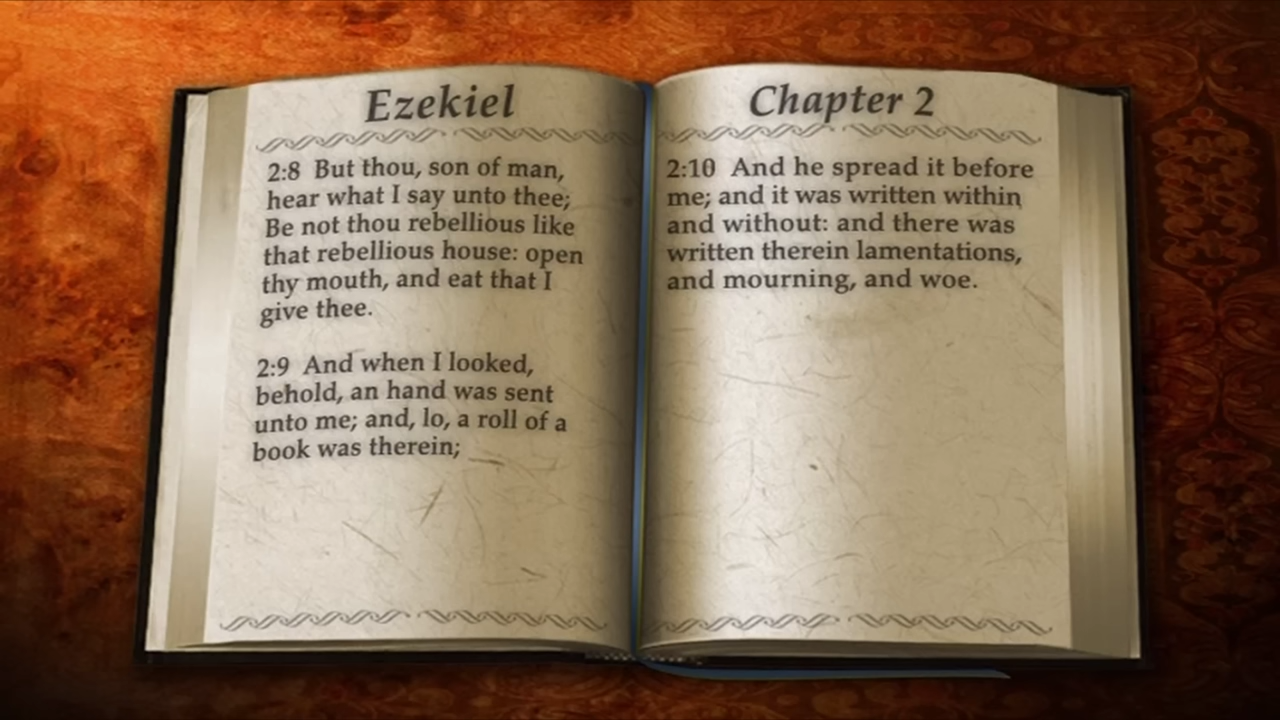 Ezekiel
2:8 But thou, son of man,
hear what I say unto thee;
Be not thou rebellious like
that rebellious house: open
thy mouth, and eat that I
give thee.
2:9 And when I looked,
behold, an hand was sent
unto me; and, lo, a roll of a
book was therein;
Chapter 2
2:10 And he spread it before
me; and it was written within
and without: and there was
written therein lamentations,
and mourning, and woe.